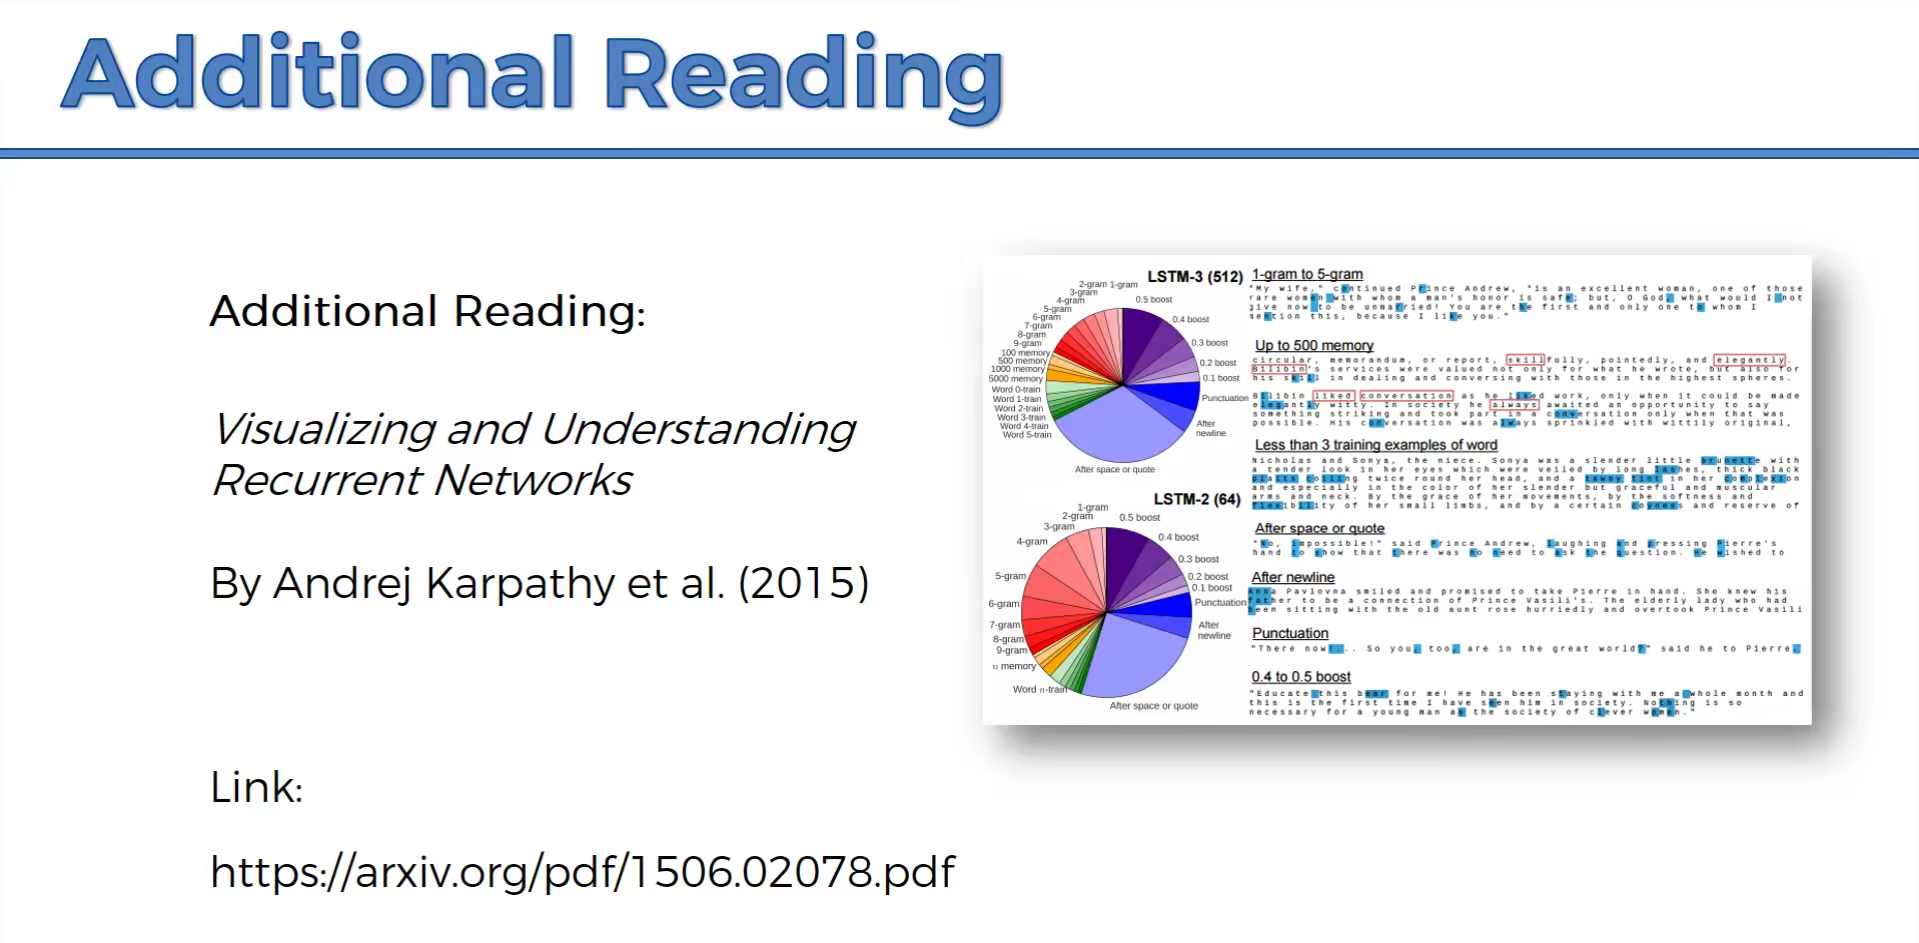 Additional Reading
Additional Reading:
Visualizing and Understanding
Recurrent Networks
By Andrej Karpathy et al. (2015)
Link:
https://arxiv.org/pdf/1506.02078.pdf
LSTM-3 (512)
2-gram 1-gram
3-gram
4-gram
5-gram
6-gram
7-gram
8-gram
9-gram
100 memory
500 memory
1000 memory
5000 memory
Word 0-train
Word 1-train
Word 2-train
Word 3-train
Word 4-train
Word 5-train
0.5 boost
0.4 boost
0.3 boost
0.2 boost
0.1 boost
Punctuation
After
newline
After space or quote
LSTM-2 (64)
1-gram
2-gram
3-gram
4-gram
5-gram
6-gram
7-gram
8-gram
9-gram
n memory
Word n-train
0.5 boost
0.4 boost
0.3 boost
0.2 boost
0.1 boost
Punctuation
After
newline
After space or quote
1-gram to 5-gram
"My wife," continued Prince Andrew, "is an excellent woman, one of those
rare women with whom a man's honor is safe; but, O God, what would I not
give now to be unmarried! You are the first and only one to whom I
mention this, because I like you."
Up to 500 memory
circular, memorandum, or report, skillfully, pointedly, and elegantly.
Bilibin's services were valued not only for what he wrote, but also for
his skill in dealing and conversing with those in the highest spheres.
Bilibin liked conversation as he liked work, only when it could be made
elegantly witty. In society he always awaited an opportunity to say
something striking and took part in a conversation only when that was
possible. His conversation was always sprinkled with wittily original,
Less than 3 training examples of word
Nicholas and Sonya, the niece. Sonya was a slender little brunette with
a tender look in her eyes which were veiled by long lashes, thick black
plaits coiling twice round her head, and a tawny tint in her complexion
and especially in the color of her slender but graceful and muscular
arms and neck. By the grace of her movements, by the softness and
flexibility of her small limbs, and by a certain coyness and reserve of
After space or quote
"No, impossible!" said Prince Andrew, laughing and pressing Pierre's
hand to show that there was no need to ask the question. He wished to
After newline
Anna Pavlovna smiled and promised to take Pierre in hand. She knew his
father to be a connection of Prince Vasili's. The elderly lady who had
been sitting with the old aunt rose hurriedly and overtook Prince Vasili
Punctuation
"There now!... So you, too, are in the great world?" said he to Pierre.
0.4 to 0.5 boost
"Educate this bear for me! He has been staying with me a whole month and
this is the first time I have seen him in society. Nothing is so
necessary for a young man as the society of clever women."